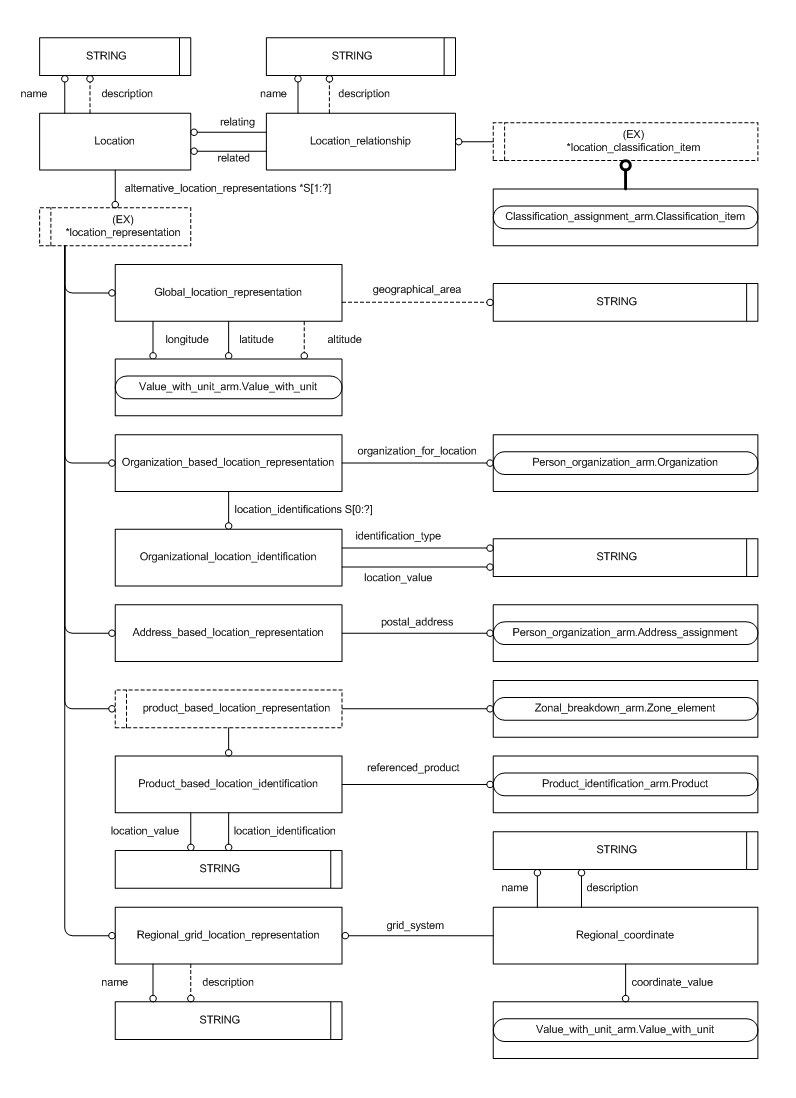 STRING
STRING
name
description
name
description
Location
relating
related
Location_relationship
(EX)
*location_classification_item
alternative_location_representations *S[1:?]
Classification_assignment_arm.Classification_item
(EX)
*location_representation
Global_location_representation
geographical_area
STRING
longitude
latitude
altitude
Value_with_unit_arm.Value_with_unit
Organization_based_location_representation
organization_for_location
Person_organization_arm.Organization
location_identifications S[0:?]
Organizational_location_identification
identification_type
location_value
STRING
Address_based_location_representation
postal_address
Person_organization_arm.Address_assignment
product_based_location_representation
Zonal_breakdown_arm.Zone_element
Product_based_location_identification
referenced_product
Product_identification_arm.Product
location_value
location_identification
STRING
STRING
name
description
Regional_grid_location_representation
grid_system
Regional_coordinate
name
description
coordinate_value
STRING
Value_with_unit_arm.Value_with_unit